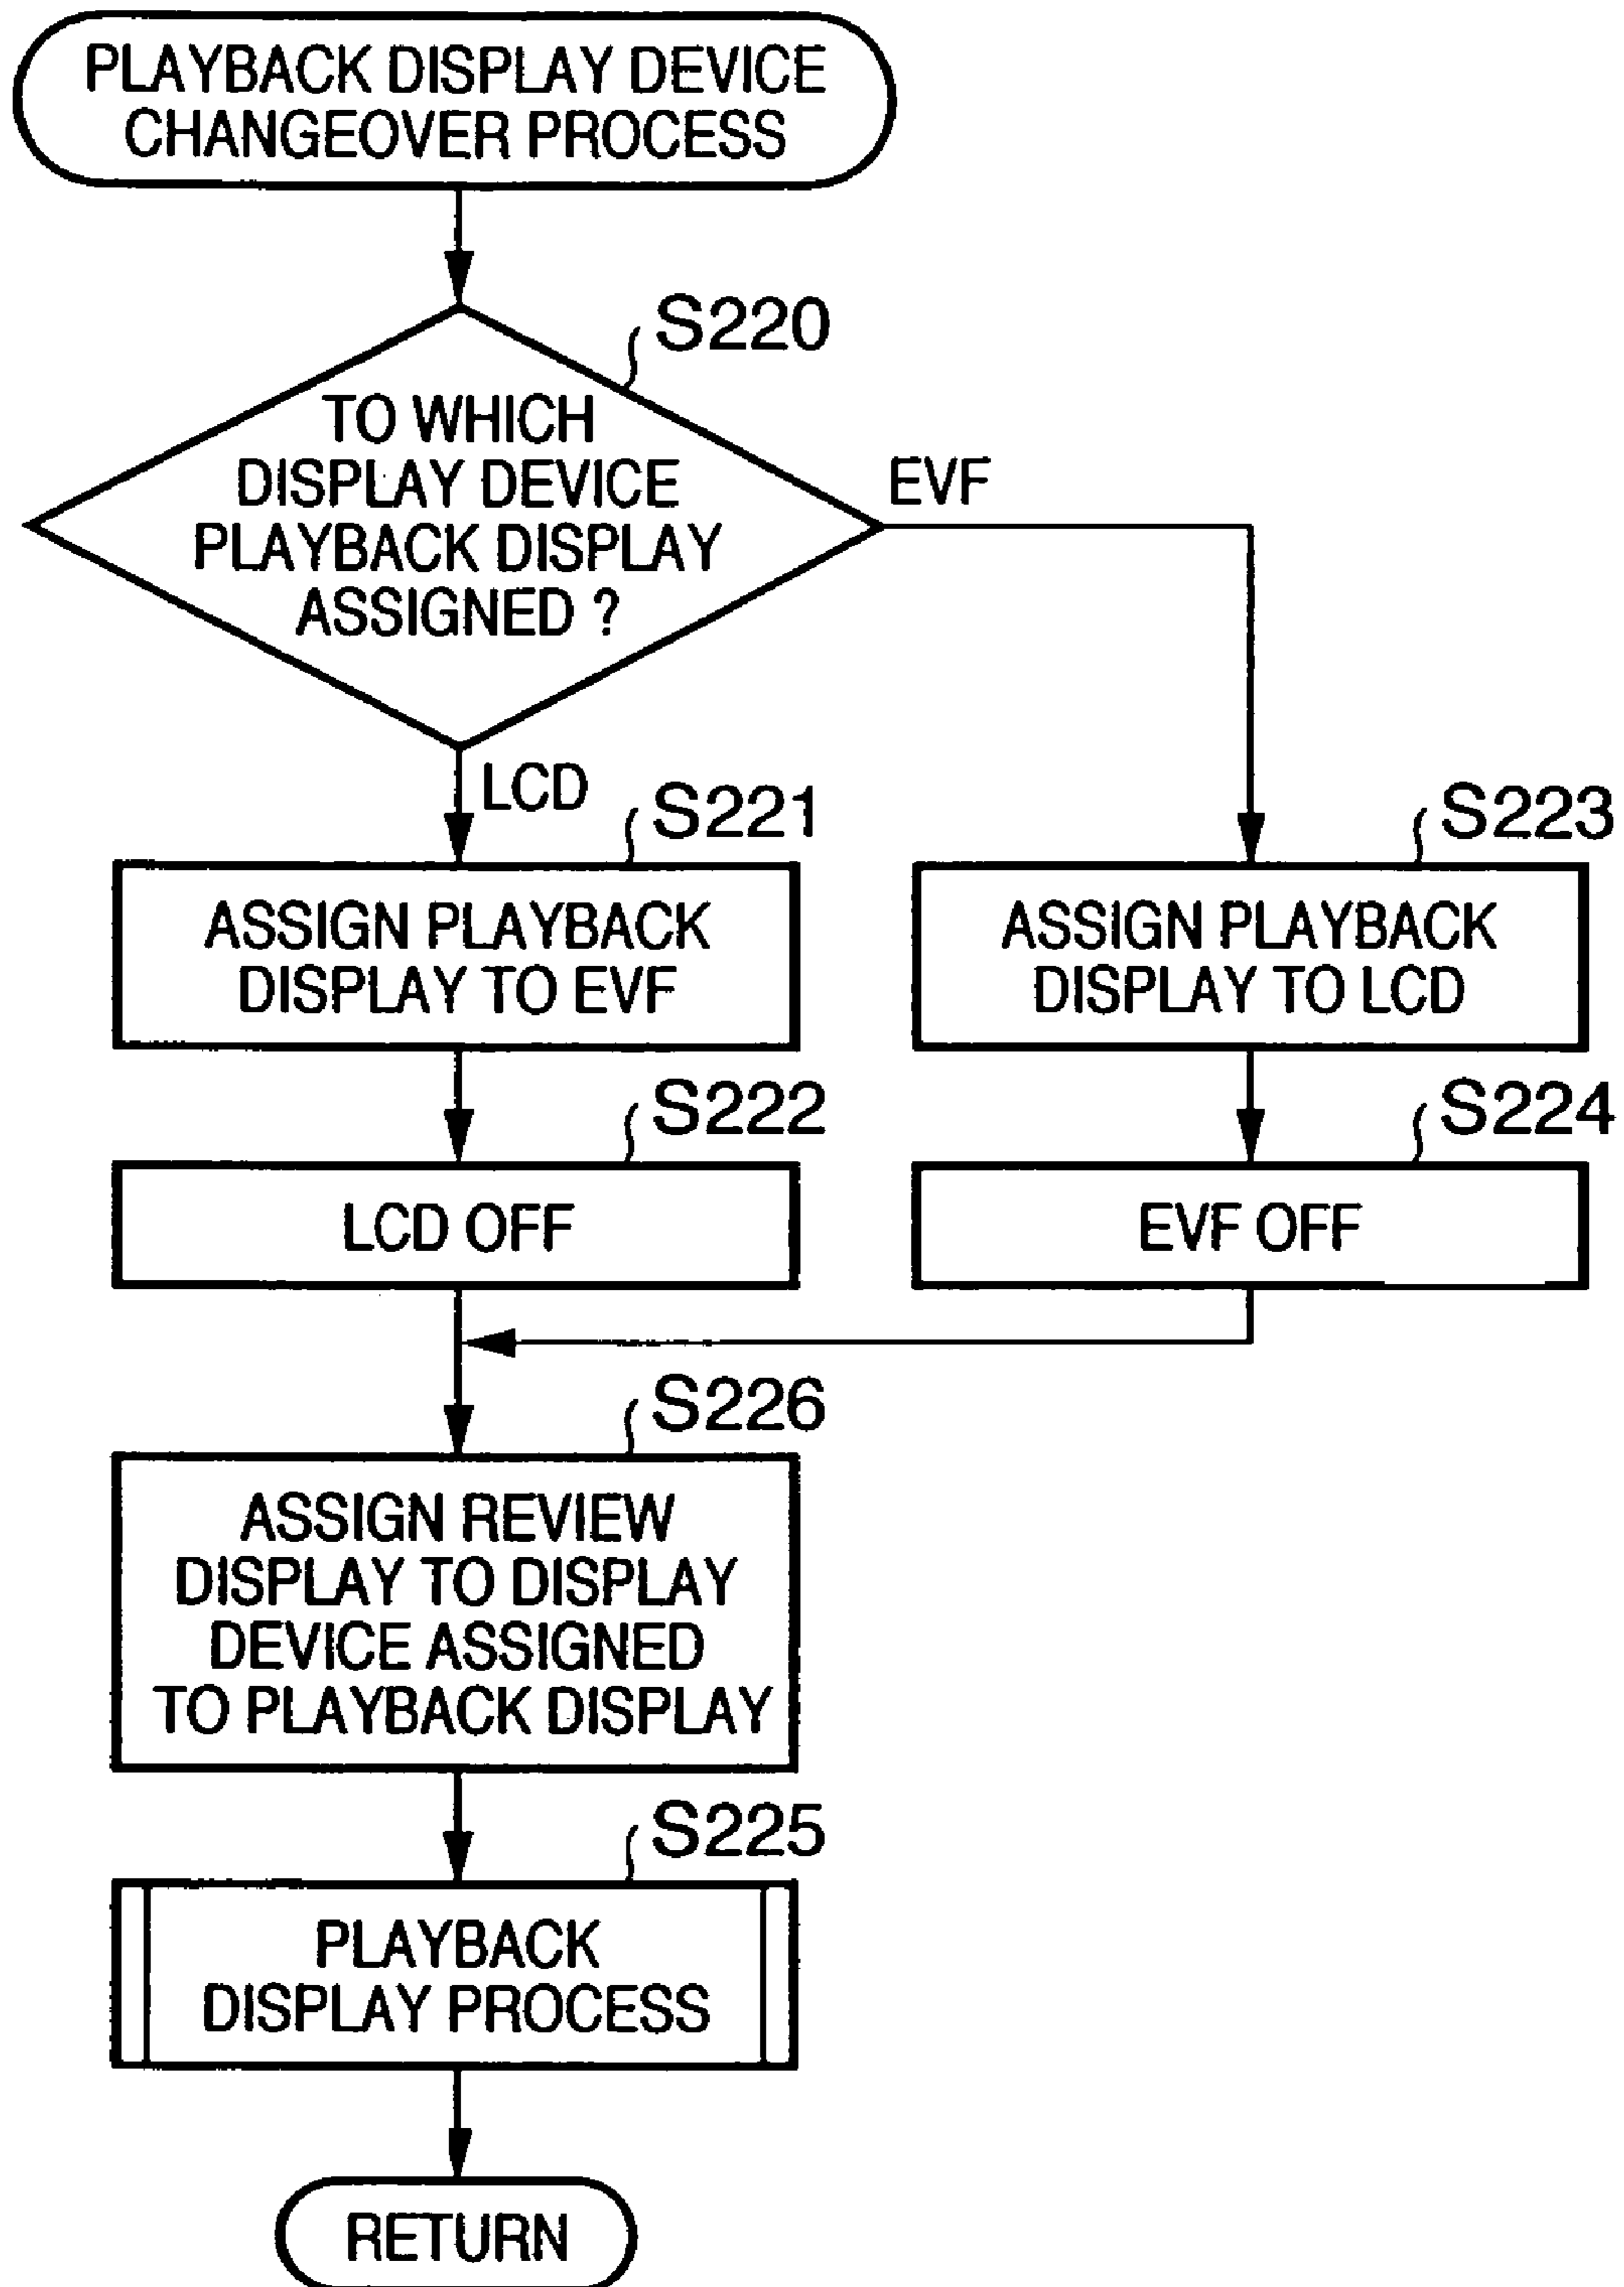 PLAYBACK DISPLAY DEVICE
CHANGEOVER PROCESS
S220
TO WHICH
DISPLAY DEVICE
PLAYBACK DISPLAY
ASSIGNED ?
EVF
LCD
S221
ASSIGN PLAYBACK
DISPLAY TO EVF
S223
ASSIGN PLAYBACK
DISPLAY TO LCD
S222
LCD OFF
S224
EVF OFF
S226
ASSIGN REVIEW
DISPLAY TO DISPLAY
DEVICE ASSIGNED
TO PLAYBACK DISPLAY
S225
PLAYBACK
DISPLAY PROCESS
RETURN